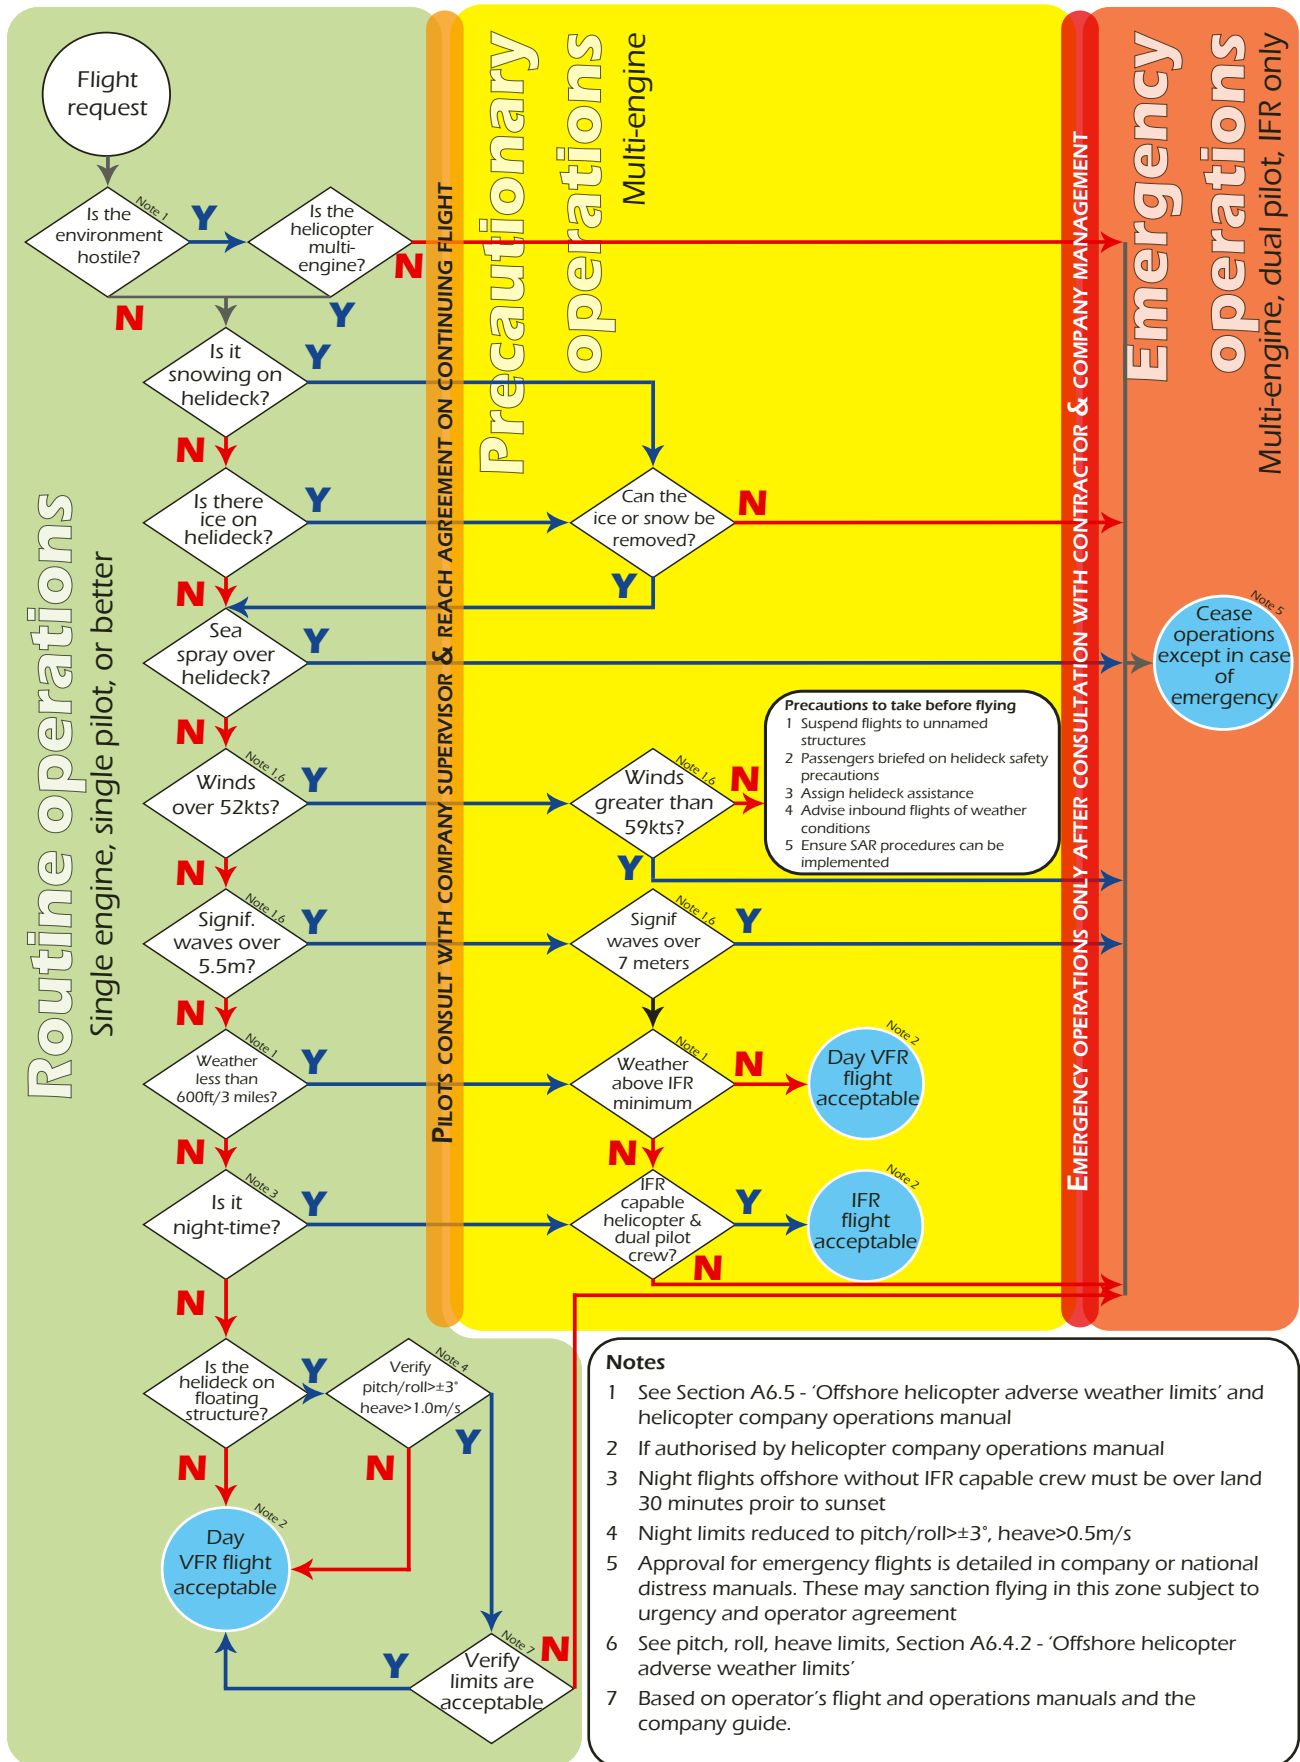 Flight
request
Note 1
Is the
environment
hostile?
Y
N
Is the
helicopter
multi-
engine?
N
Y
Is it
snowing on
helideck?
Y
N
Is there
ice on
helideck?
Y
N
Sea
spray over
helideck?
Y
N
Note 1,6
Winds
over 52kts?
Y
N
Note 1,6
Signif.
waves over
5.5m?
Y
N
Note 1
Weather
less than
600ft/3 miles?
Y
N
Note 3
Is it
night-time?
Y
N
Is the
helideck on
floating
structure?
Y
N
Note 4
Verify
pitch/roll>±3°
heave>1.0m/s
Y
N
Note 2
Day
VFR flight
acceptable
Note 7
Verify
limits are
acceptable
Y
N
Routine operations
Single engine, single pilot, or better
PILOTS CONSULT WITH COMPANY SUPERVISOR & REACH AGREEMENT ON CONTINUING FLIGHT
Precautionary
operations
Multi-engine
Can the
ice or snow be
removed?
N
Y
Note 1,6
Winds
greater than
59kts?
N
Y
Precautions to take before flying
1 Suspend flights to unnamed
structures
2 Passengers briefed on helideck safety
precautions
3 Assign helideck assistance
4 Advise inbound flights of weather
conditions
5 Ensure SAR procedures can be
implemented
Note 1,6
Signif
waves over
7 meters
Y
Note 1
Weather
above IFR
minimum
N
N
Note 2
Day VFR
flight
acceptable
IFR
capable
helicopter &
dual pilot
crew?
Y
N
Note 2
IFR
flight
acceptable
EMERGENCY OPERATIONS ONLY AFTER CONSULTATION WITH CONTRACTOR & COMPANY MANAGEMENT
Emergency
operations
Multi-engine, dual pilot, IFR only
Note 5
Cease
operations
except in case
of
emergency
Notes
1 See Section A6.5 - 'Offshore helicopter adverse weather limits' and
helicopter company operations manual
2 If authorised by helicopter company operations manual
3 Night flights offshore without IFR capable crew must be over land
30 minutes proir to sunset
4 Night limits reduced to pitch/roll>±3°, heave>0.5m/s
5 Approval for emergency flights is detailed in company or national
distress manuals. These may sanction flying in this zone subject to
urgency and operator agreement
6 See pitch, roll, heave limits, Section A6.4.2 - 'Offshore helicopter
adverse weather limits'
7 Based on operator's flight and operations manuals and the
company guide.